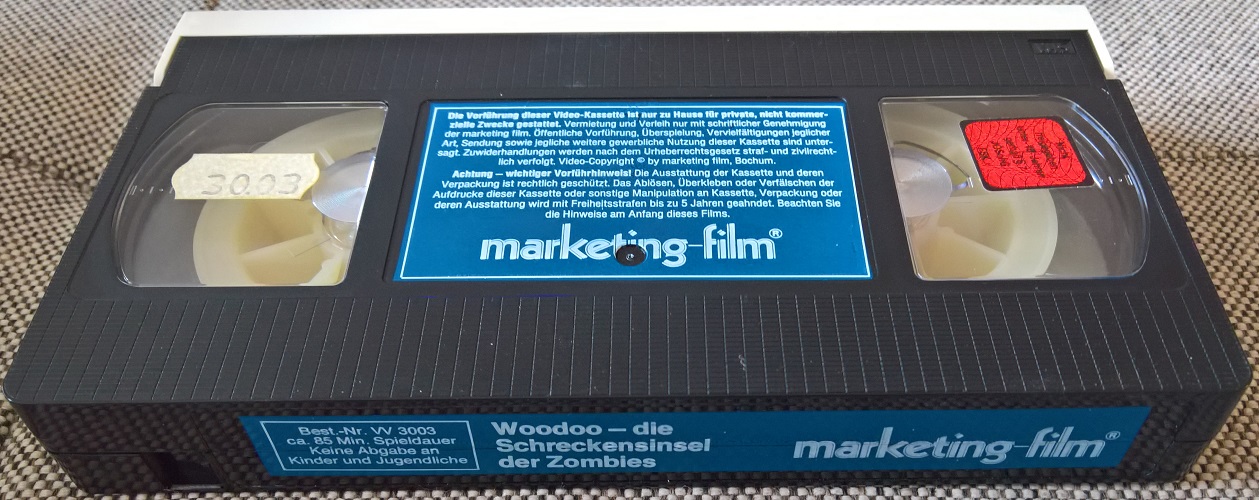 Die Vorführung dieser Video-Kassette ist nur zu Hause für private, nicht kommer-
zielle Zwecke gestattet. Vermietung und Verleih nur mit schriftlicher Genehmigung
der marketing film. Öffentliche Vorführung, Überspielung, Vervielfältigungen jeglicher
Art, Sendung sowie jegliche weitere gewerbliche Nutzung dieser Kassette sind unter-
sagt. Zuwiderhandlungen werden nach dem Urheberrechtsgesetz straf- und zivilrecht-
lich verfolgt. Video-Copyright © by marketing film, Bochum.
Achtung – wichtiger Vorführhinweis! Die Ausstattung der Kassette und deren
Verpackung ist rechtlich geschützt. Das Ablösen, Überkleben oder Verfälschen der
Aufdrucke dieser Kassette oder sonstige Manipulation an Kassette, Verpackung oder
deren Ausstattung wird mit Freiheitsstrafen bis zu 5 Jahren geahndet. Beachten Sie
die Hinweise am Anfang dieses Films.
marketing-film®
3003
Best.-Nr. VV 3003
ca. 85 Min. Spieldauer
Keine Abgabe an
Kinder und Jugendliche
Woodoo – die
Schreckensinsel
der Zombies
marketing-film®